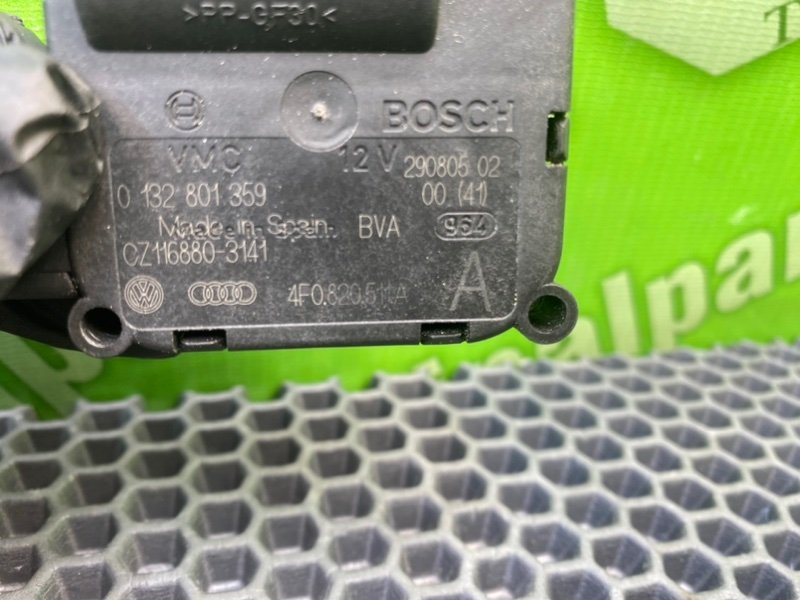 >PP-GF30<
BOSCH
VMC 12 V 290805 02
0 132 801 359 00 (41)
Made in Spain BVA 954
CZ116880-3141
4F0.820.511A A